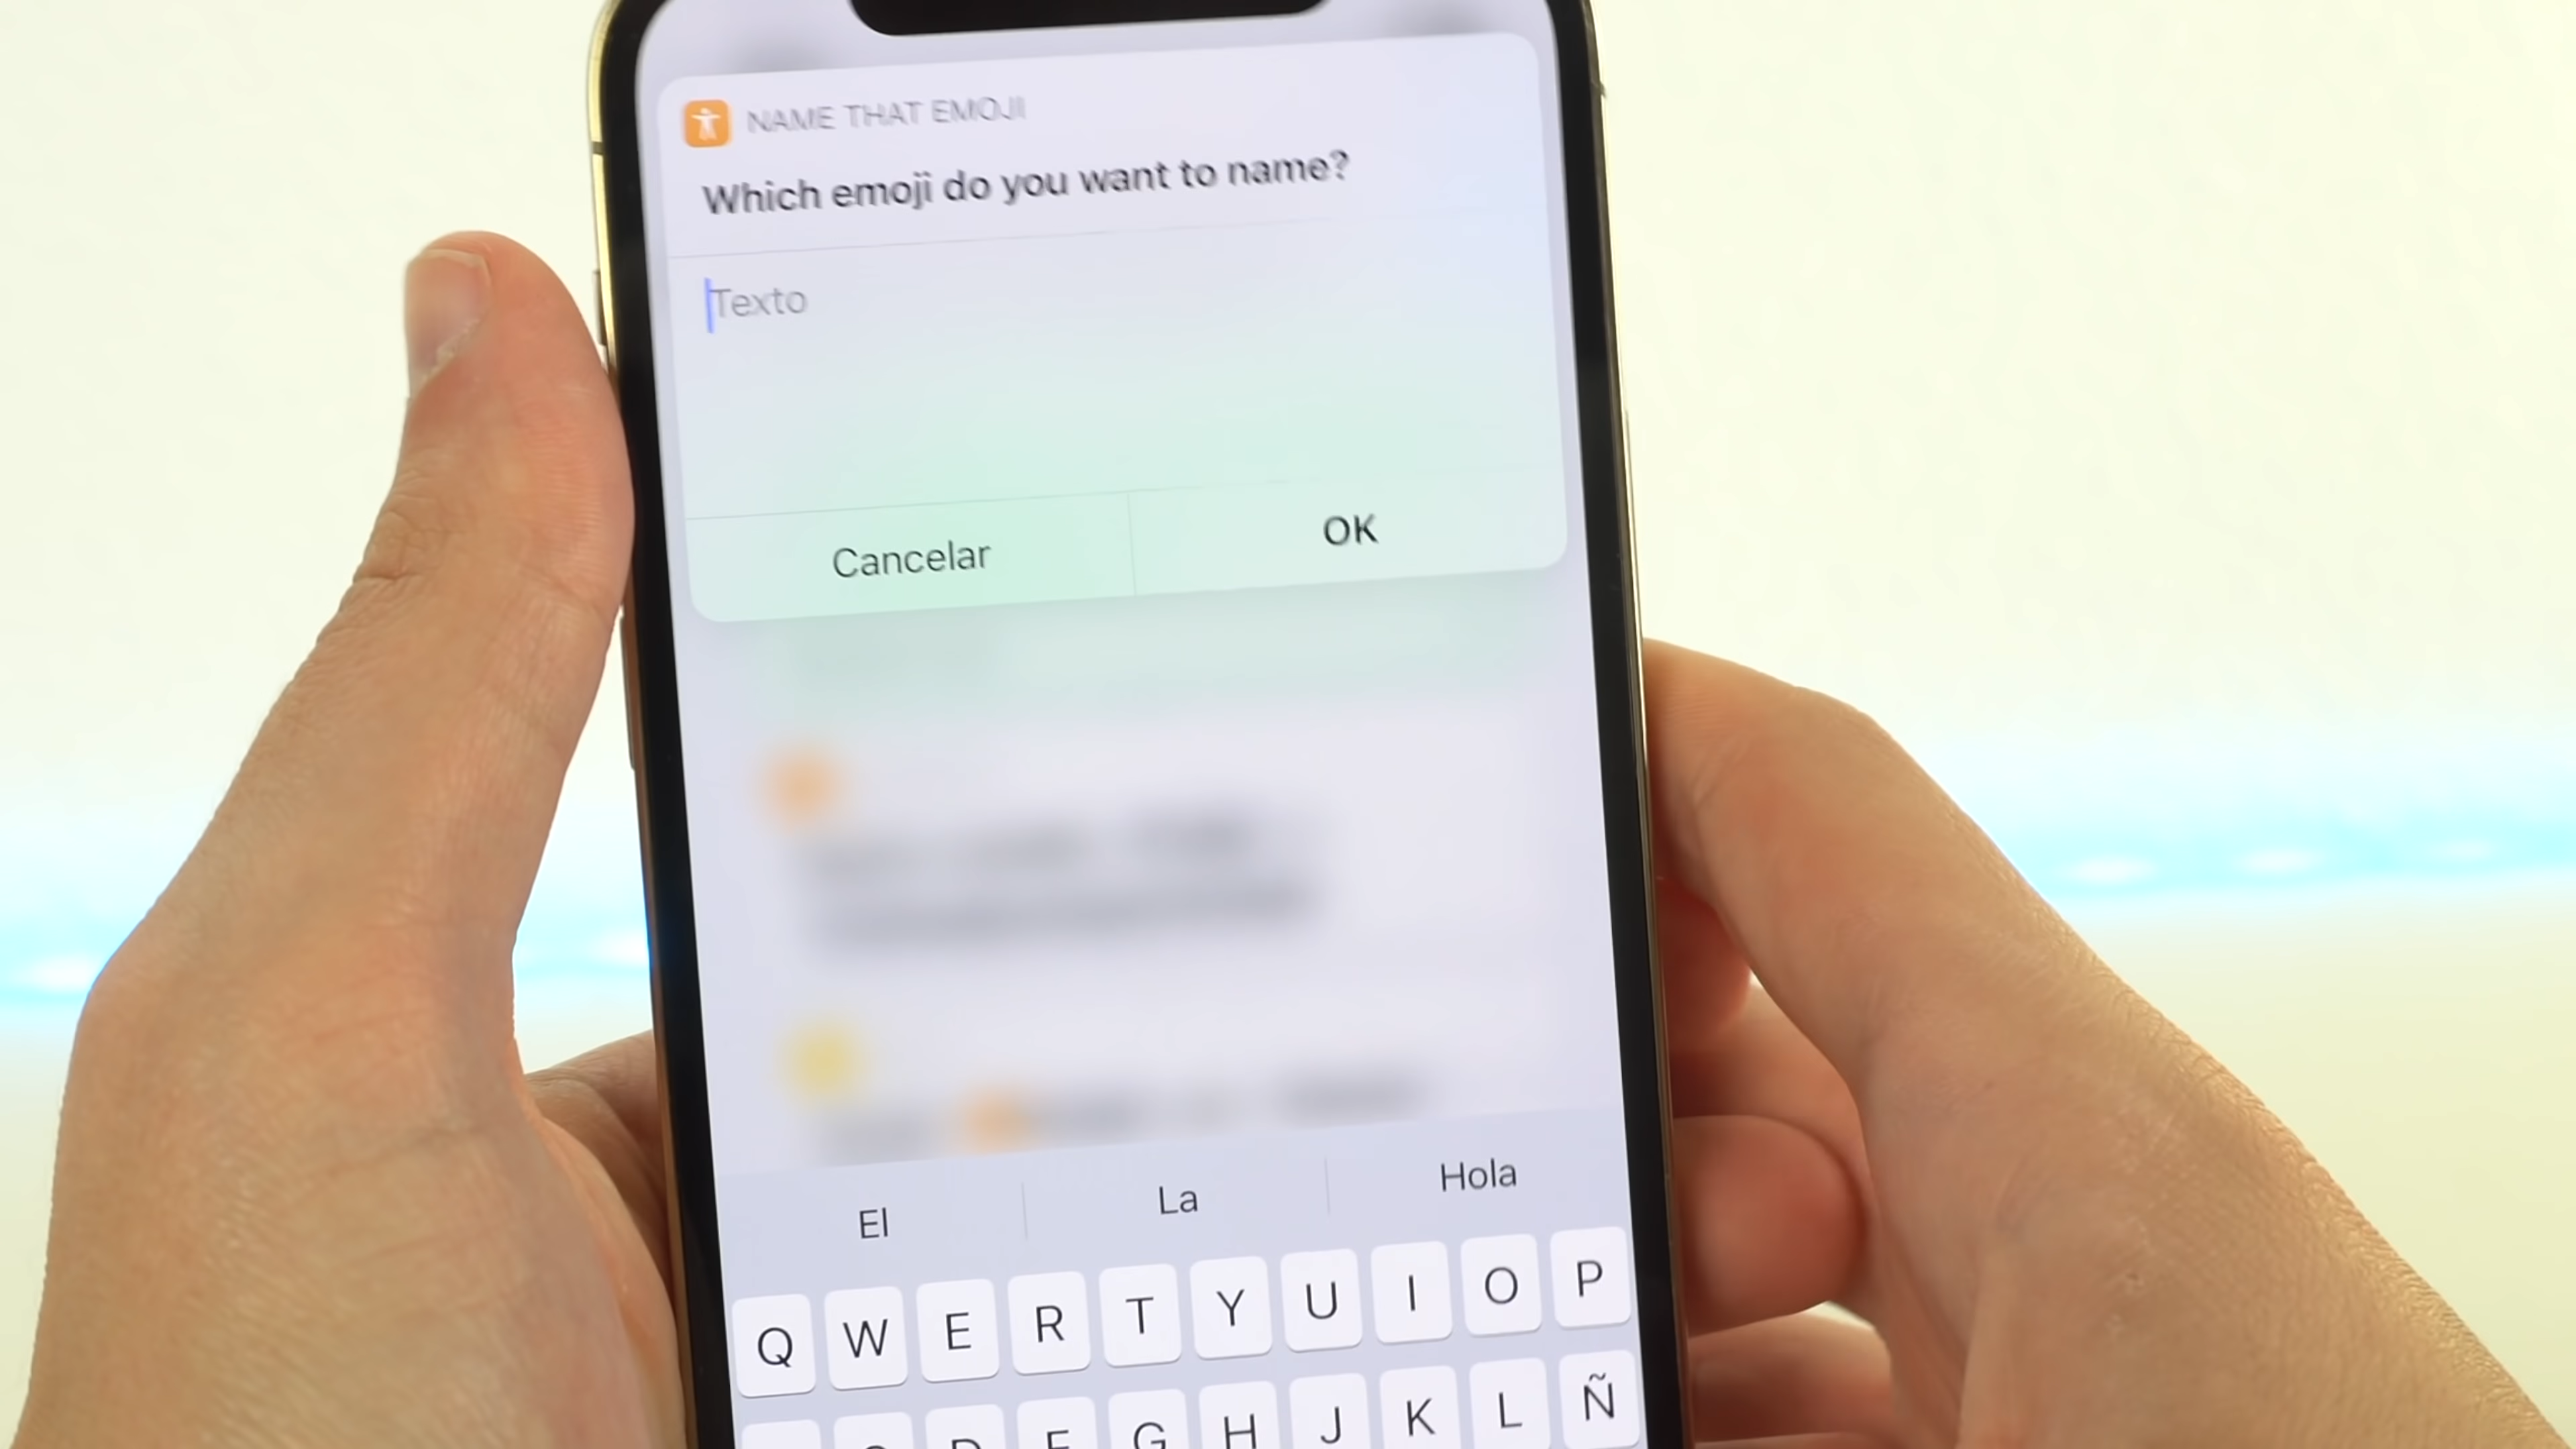 NAME THAT EMOJI
Which emoji do you want to name?
Texto
Cancelar OK
El La Hola
Q W E R T Y U I O P
D F G H J K L Ñ